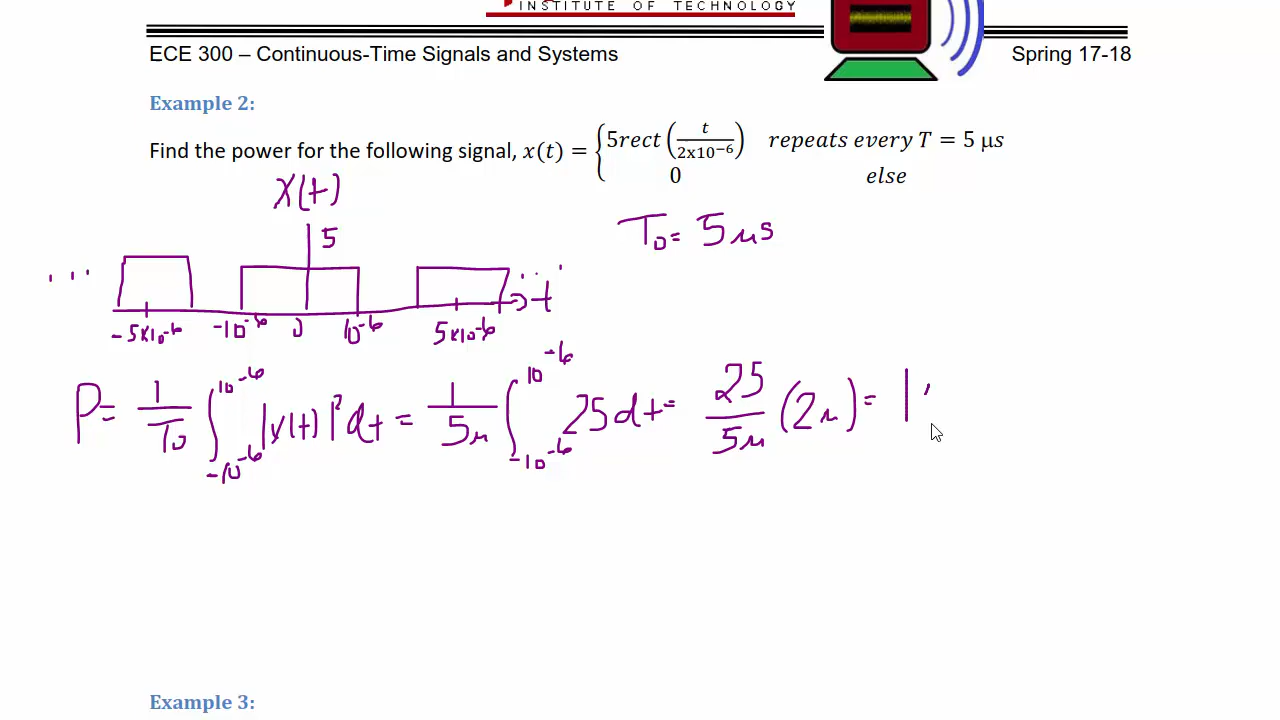 INSTITUTE OF TECHNOLOGY
ECE 300 – Continuous-Time Signals and Systems Spring 17-18
Example 2:
Find the power for the following signal, x(t) = { 5rect(t/2x10⁻⁶) repeats every T = 5 μs
0 else
x(t)
T₀ = 5μs
5
... ... t
-5x10⁻⁶ -10⁻⁶ 0 10⁻⁶ 5x10⁻⁶
P = 1/T₀ ∫_{-10⁻⁶}^{10⁻⁶} |x(t)|² dt = 1/5μ ∫_{-10⁻⁶}^{10⁻⁶} 25 dt = 25/5μ (2μ) = 1
Example 3: